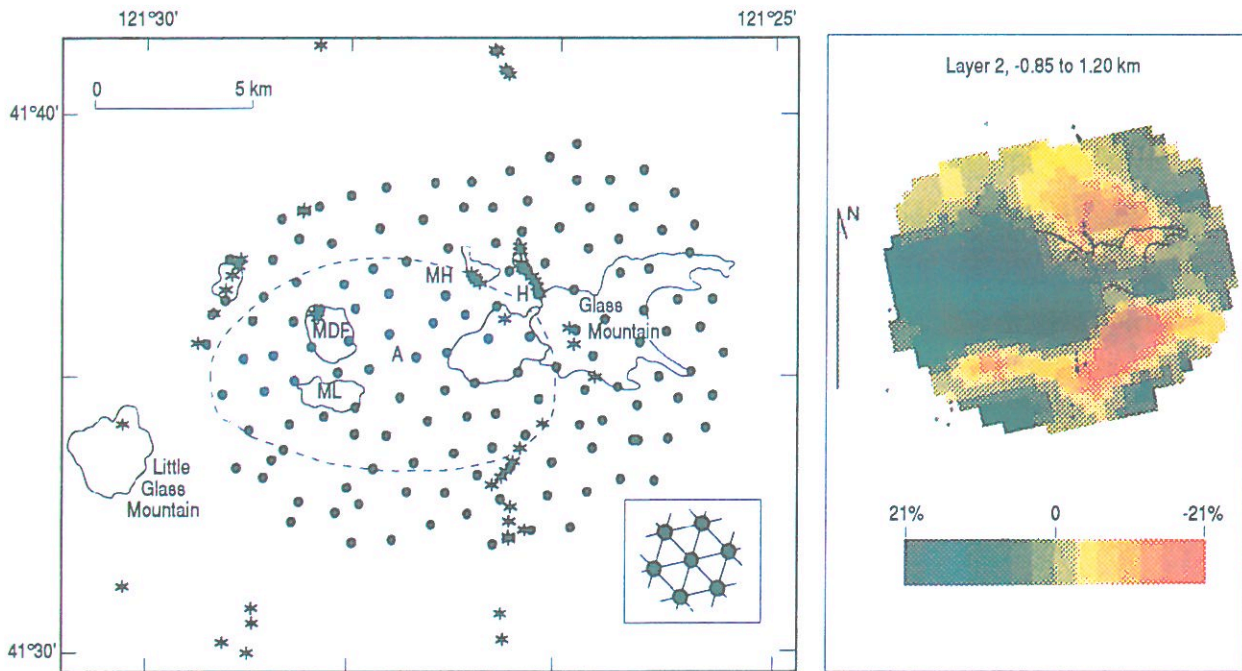 121°30'
121°25'
0
5 km
41°40'
MH
H
Glass
Mountain
MDF
A
ML
Little
Glass
Mountain
41°30'
Layer 2, -0.85 to 1.20 km
N
21%
0
-21%